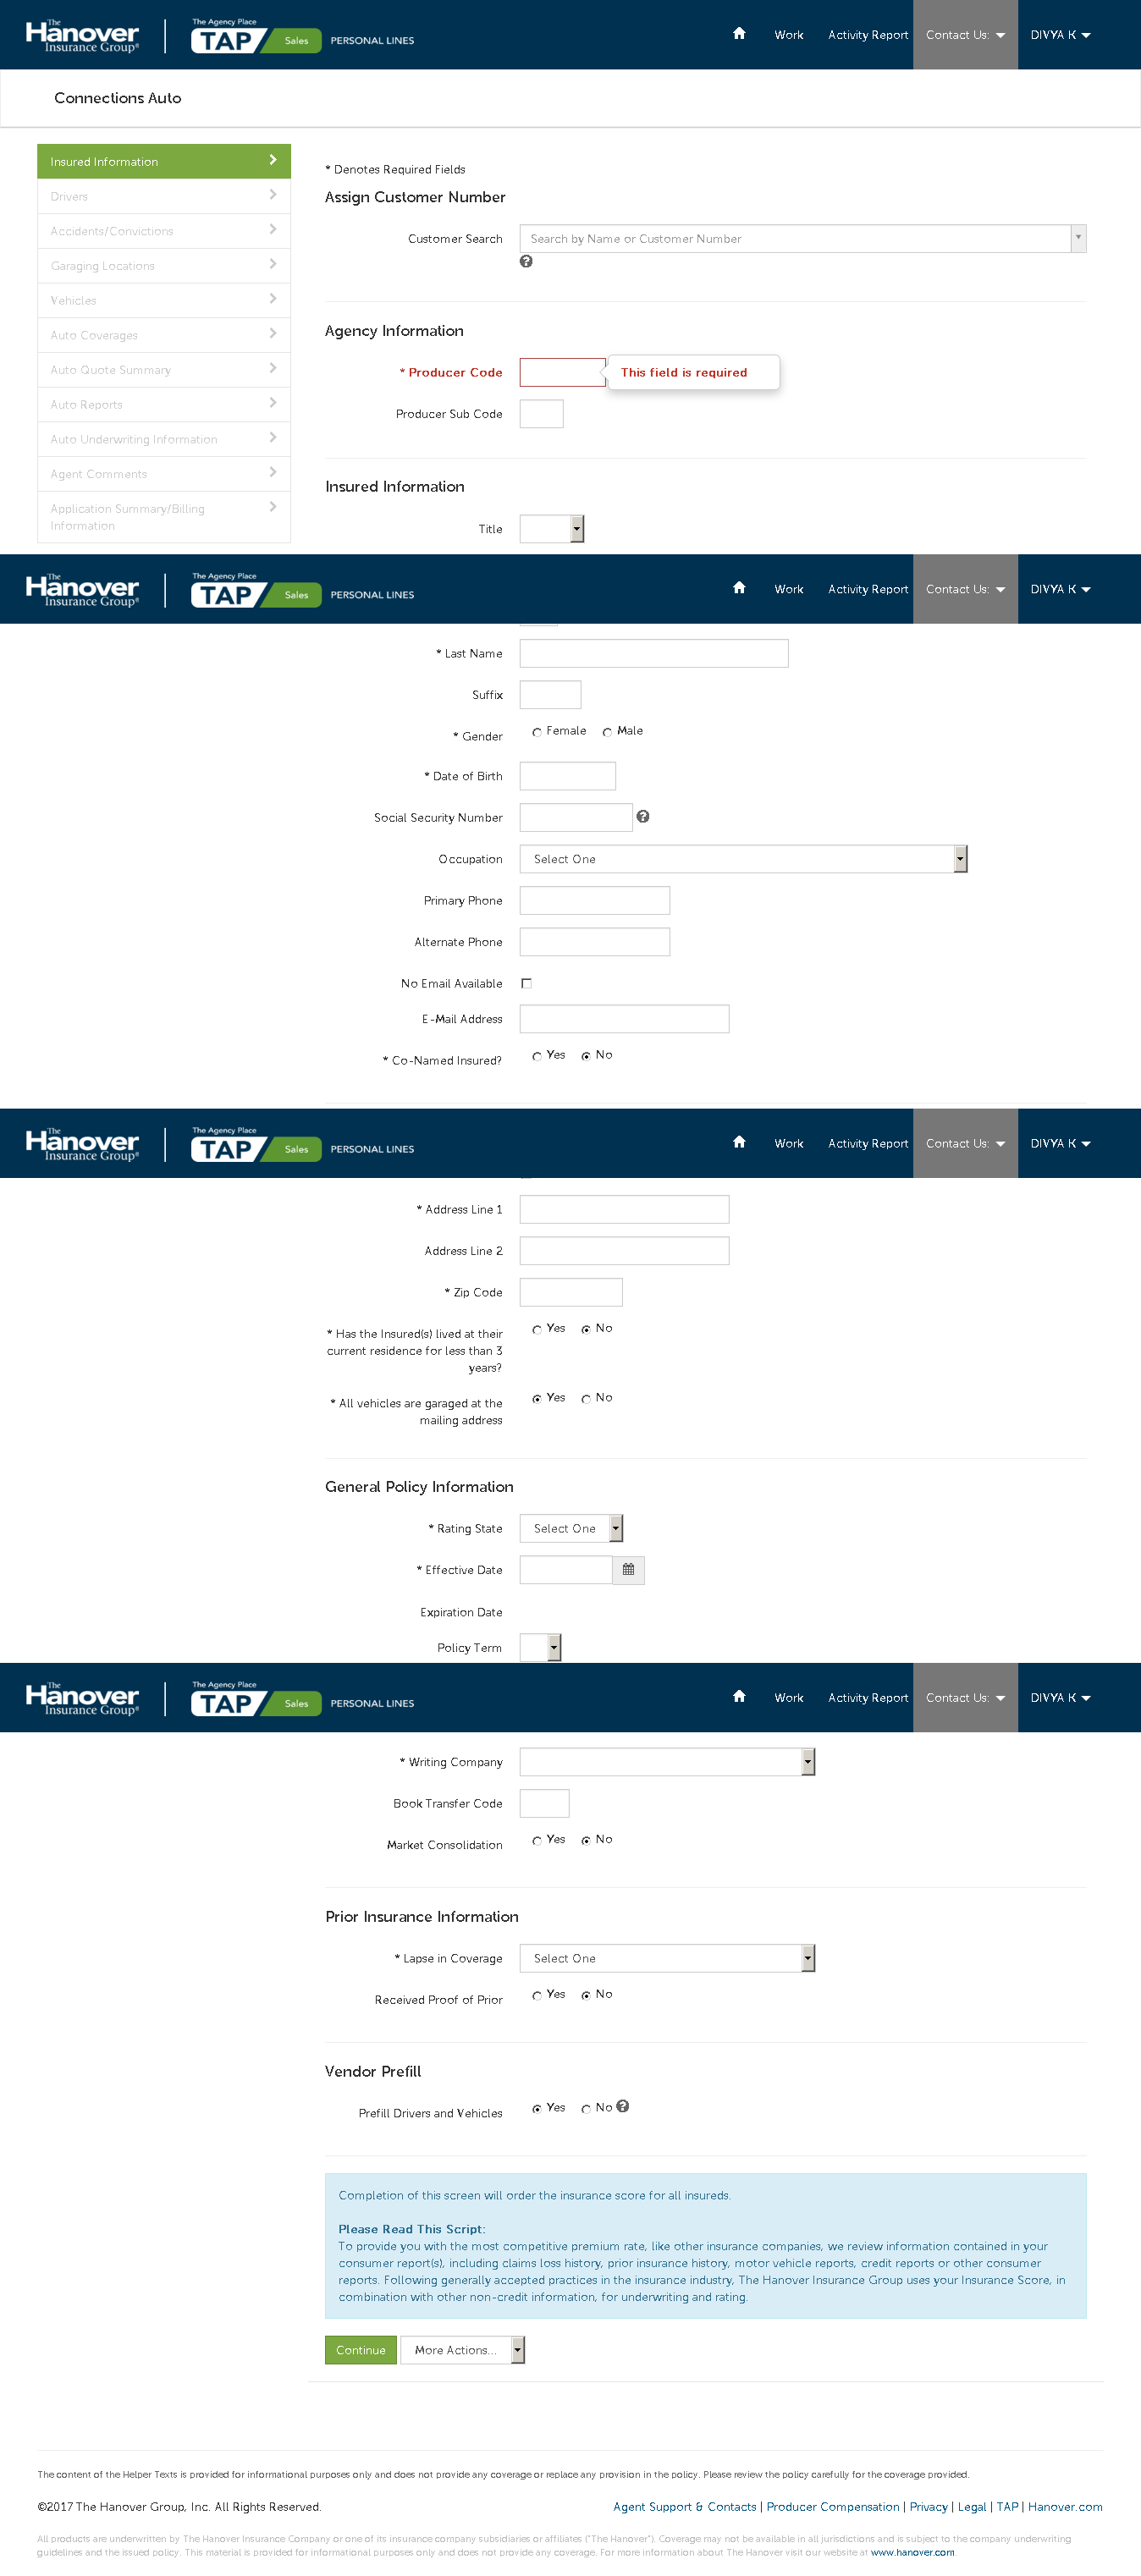 The Hanover Insurance Group®
The Agency Place
TAP Sales PERSONAL LINES
Work Activity Report Contact Us: DIVYA K
Connections Auto
Insured Information
Drivers
Accidents/Convictions
Garaging Locations
Vehicles
Auto Coverages
Auto Quote Summary
Auto Reports
Auto Underwriting Information
Agent Comments
Application Summary/Billing
Information
* Denotes Required Fields
Assign Customer Number
Customer Search Search by Name or Customer Number
Agency Information
* Producer Code This field is required
Producer Sub Code
Insured Information
Title
The Hanover Insurance Group®
The Agency Place
TAP Sales PERSONAL LINES
Work Activity Report Contact Us: DIVYA K
* Last Name
Suffix
* Gender Female Male
* Date of Birth
Social Security Number
Occupation Select One
Primary Phone
Alternate Phone
No Email Available
E-Mail Address
* Co-Named Insured? Yes No
The Hanover Insurance Group®
The Agency Place
TAP Sales PERSONAL LINES
Work Activity Report Contact Us: DIVYA K
* Address Line 1
Address Line 2
* Zip Code
* Has the Insured(s) lived at their Yes No
current residence for less than 3
years?
* All vehicles are garaged at the Yes No
mailing address
General Policy Information
* Rating State Select One
* Effective Date
Expiration Date
Policy Term
The Hanover Insurance Group®
The Agency Place
TAP Sales PERSONAL LINES
Work Activity Report Contact Us: DIVYA K
* Writing Company
Book Transfer Code
Market Consolidation Yes No
Prior Insurance Information
* Lapse in Coverage Select One
Received Proof of Prior Yes No
Vendor Prefill
Prefill Drivers and Vehicles Yes No
Completion of this screen will order the insurance score for all insureds.
Please Read This Script:
To provide you with the most competitive premium rate, like other insurance companies, we review information contained in your
consumer report(s), including claims loss history, prior insurance history, motor vehicle reports, credit reports or other consumer
reports. Following generally accepted practices in the insurance industry, The Hanover Insurance Group uses your Insurance Score, in
combination with other non-credit information, for underwriting and rating.
Continue More Actions...
The content of the Helper Texts is provided for informational purposes only and does not provide any coverage or replace any provision in the policy. Please review the policy carefully for the coverage provided.
©2017 The Hanover Group, Inc. All Rights Reserved. Agent Support & Contacts | Producer Compensation | Privacy | Legal | TAP | Hanover.com
All products are underwritten by The Hanover Insurance Company or one of its insurance company subsidiaries or affiliates ("The Hanover"). Coverage may not be available in all jurisdictions and is subject to the company underwriting
guidelines and the issued policy. This material is provided for informational purposes only and does not provide any coverage. For more information about The Hanover visit our website at www.hanover.com